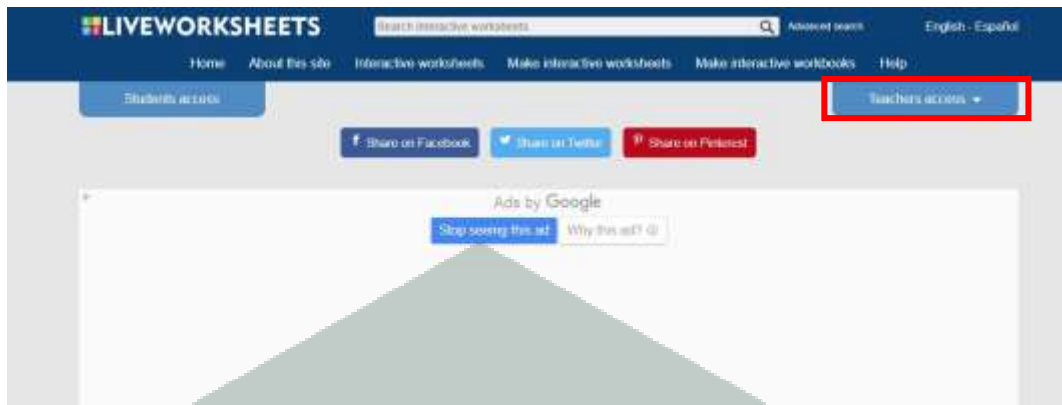 LIVEWORKSHEETS
Search interactive worksheets
Advanced search
English - Español
Home About this site Interactive worksheets Make interactive worksheets Make interactive workbooks Help
Students access
Teachers access
Share on Facebook Share on Twitter Share on Pinterest
Ads by Google
Stop seeing this ad Why this ad?